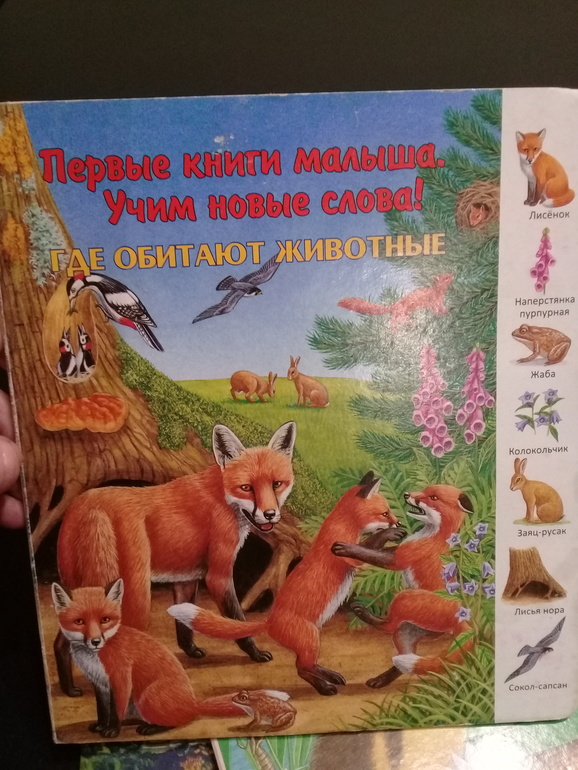 Первые книги малыша.
Учим новые слова!
ГДЕ ОБИТАЮТ ЖИВОТНЫЕ
Лисёнок
Наперстянка
пурпурная
Жаба
Колокольчик
Заяц-русак
Лисья нора
Сокол-сапсан